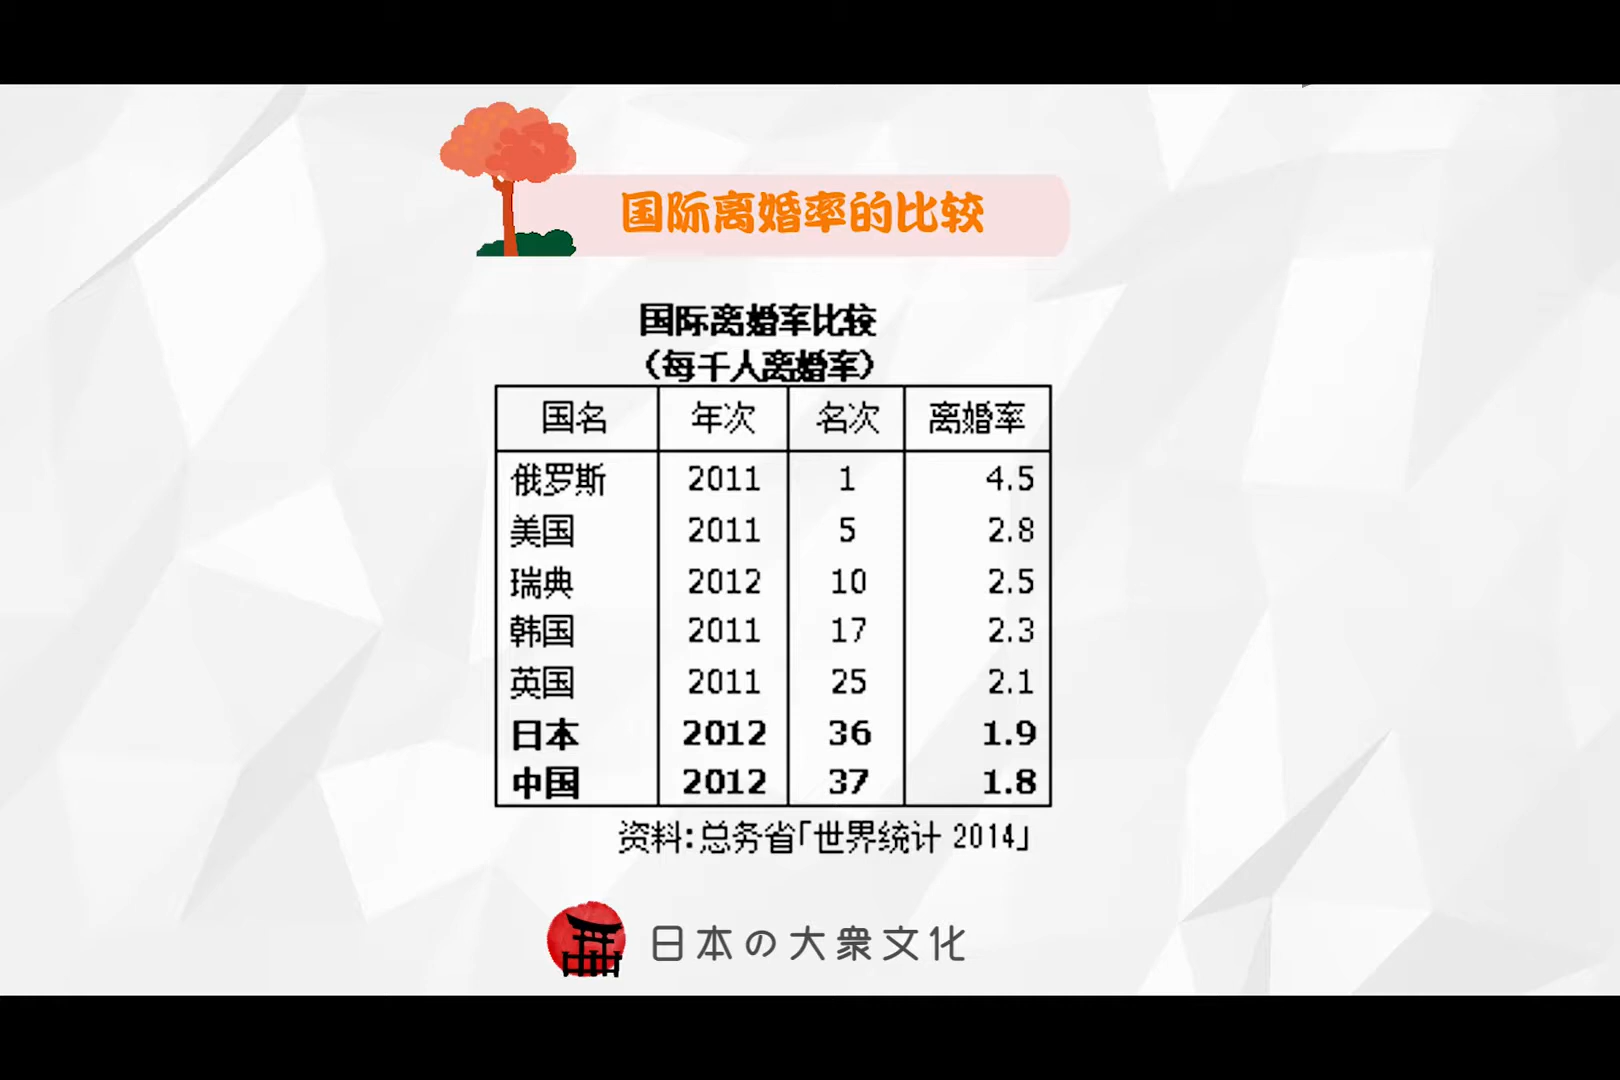 国际离婚率的比较
国际离婚率比较
（每千人离婚率）
国名 年次 名次 离婚率
俄罗斯 2011 1 4.5
美国 2011 5 2.8
瑞典 2012 10 2.5
韩国 2011 17 2.3
英国 2011 25 2.1
日本 2012 36 1.9
中国 2012 37 1.8
资料:总务省「世界统计 2014」
日本の大衆文化